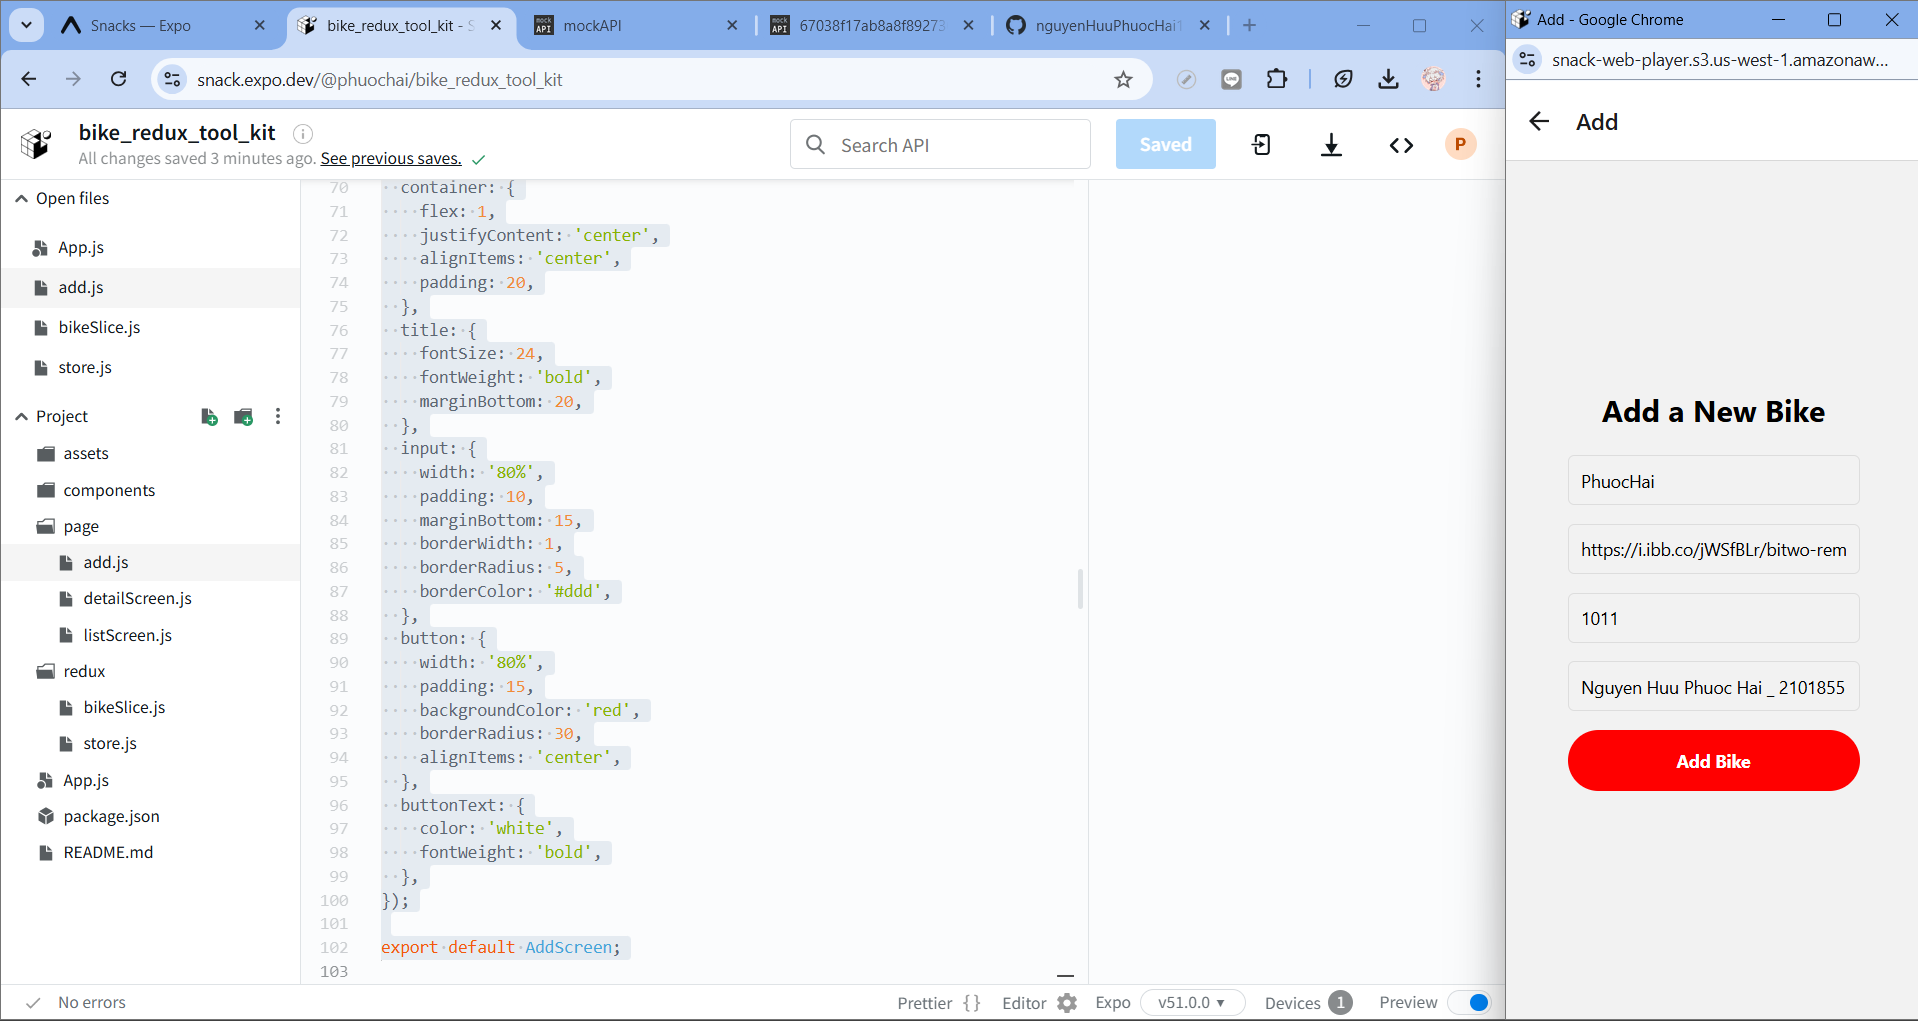 Snacks — Expo
bike_redux_tool_kit - S
mockAPI
67038f17ab8a8f89273
nguyenHuuPhuocHai1
snack.expo.dev/@phuochai/bike_redux_tool_kit
bike_redux_tool_kit
All changes saved 3 minutes ago. See previous saves.
Search API
Saved
P
Open files
App.js
add.js
bikeSlice.js
store.js
Project
assets
components
page
add.js
detailScreen.js
listScreen.js
redux
bikeSlice.js
store.js
App.js
package.json
README.md
70 container: {
71 flex: 1,
72 justifyContent: 'center',
73 alignItems: 'center',
74 padding: 20,
75 },
76 title: {
77 fontSize: 24,
78 fontWeight: 'bold',
79 marginBottom: 20,
80 },
81 input: {
82 width: '80%',
83 padding: 10,
84 marginBottom: 15,
85 borderWidth: 1,
86 borderRadius: 5,
87 borderColor: '#ddd',
88 },
89 button: {
90 width: '80%',
91 padding: 15,
92 backgroundColor: 'red',
93 borderRadius: 30,
94 alignItems: 'center',
95 },
96 buttonText: {
97 color: 'white',
98 fontWeight: 'bold',
99 },
100 });
101
102 export default AddScreen;
103
No errors
Prettier { }
Editor
Expo
v51.0.0
Devices 1
Preview
Add - Google Chrome
snack-web-player.s3.us-west-1.amazonaw...
Add
Add a New Bike
PhuocHai
https://i.ibb.co/jWSfBLr/bitwo-rem
1011
Nguyen Huu Phuoc Hai _ 2101855
Add Bike